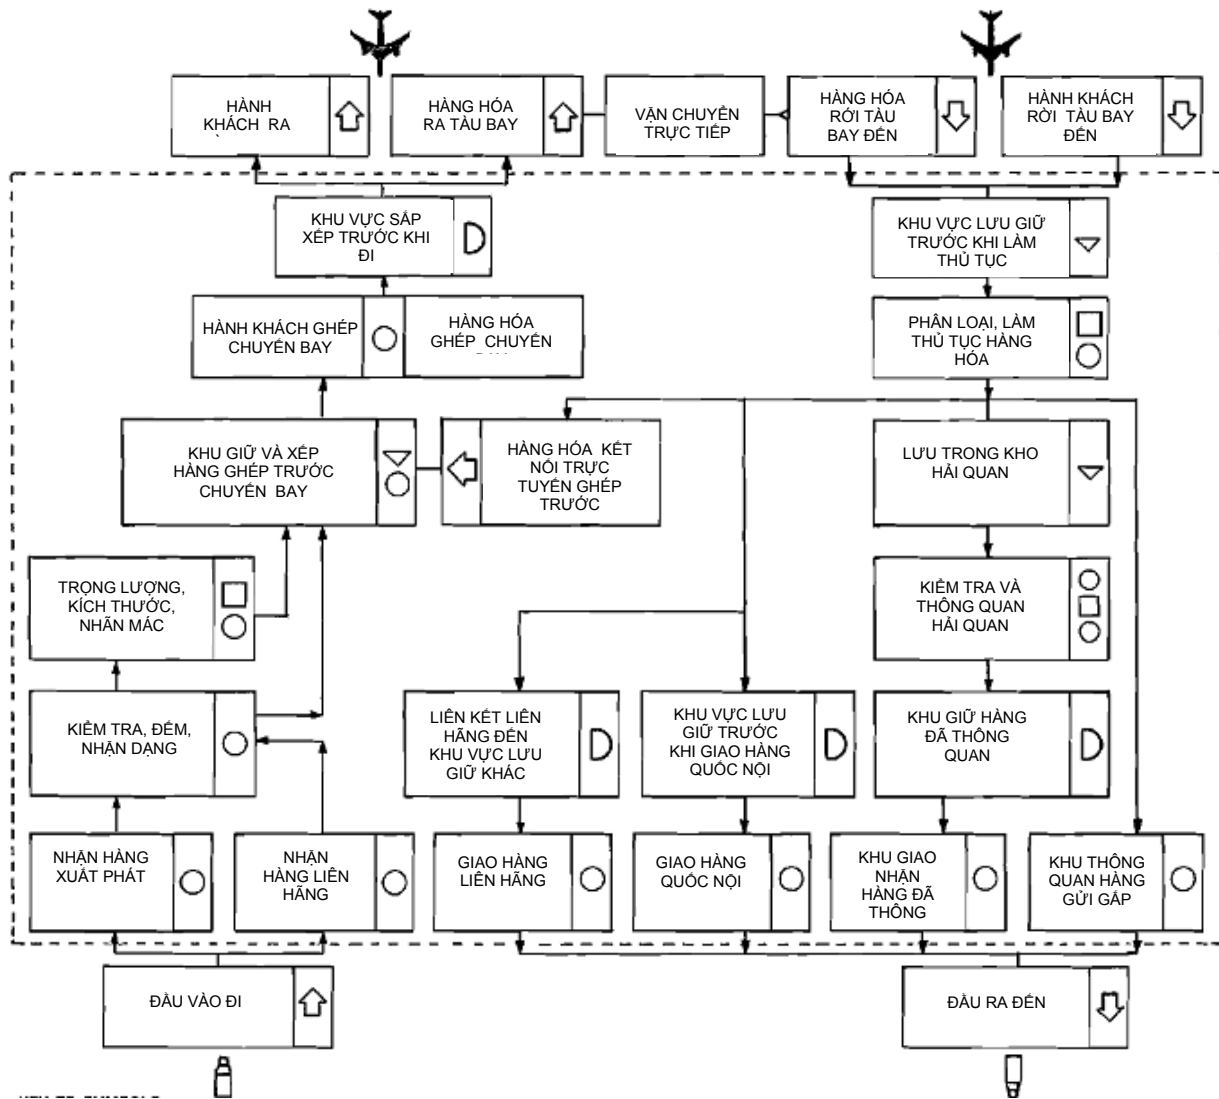 HÀNH
KHÁCH RA
HÀNG HÓA
RA TÀU BAY
VẬN CHUYỂN
TRỰC TIẾP
HÀNG HÓA
RỜI TÀU
BAY ĐẾN
HÀNH KHÁCH
RỜI TÀU BAY
ĐẾN
KHU VỰC SẮP
XẾP TRƯỚC KHI
ĐI
KHU VỰC LƯU GIỮ
TRƯỚC KHI LÀM
THỦ TỤC
HÀNH KHÁCH GHÉP
CHUYẾN BAY
HÀNG HÓA
GHÉP CHUYẾN
PHÂN LOẠI, LÀM
THỦ TỤC HÀNG
HÓA
KHU GIỮ VÀ XẾP
HÀNG GHÉP TRƯỚC
CHUYẾN BAY
HÀNG HÓA KẾT
NỐI TRỰC
TUYẾN GHÉP
TRƯỚC
LƯU TRONG KHO
HẢI QUAN
TRỌNG LƯỢNG,
KÍCH THƯỚC,
NHÃN MÁC
KIỂM TRA VÀ
THÔNG QUAN
HẢI QUAN
KIỂM TRA, ĐẾM,
NHẬN DẠNG
LIÊN KẾT LIÊN
HÃNG ĐẾN
KHU VỰC LƯU
GIỮ KHÁC
KHU VỰC LƯU
GIỮ TRƯỚC
KHI GIAO HÀNG
QUỐC NỘI
KHU GIỮ HÀNG
ĐÃ THÔNG
QUAN
NHẬN HÀNG
XUẤT PHÁT
NHẬN
HÀNG LIÊN
HÃNG
GIAO HÀNG
LIÊN HÃNG
GIAO HÀNG
QUỐC NỘI
KHU GIAO
NHẬN
HÀNG ĐÃ
THÔNG
KHU THÔNG
QUAN HÀNG
GỬI GẤP
ĐẦU VÀO ĐI
ĐẦU RA ĐẾN